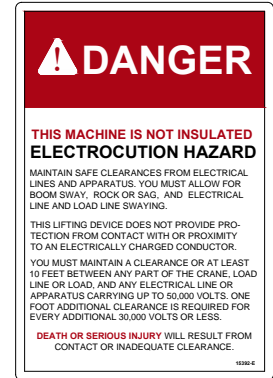 DANGER
THIS MACHINE IS NOT INSULATED
ELECTROCUTION HAZARD
MAINTAIN SAFE CLEARANCES FROM ELECTRICAL
LINES AND APPARATUS. YOU MUST ALLOW FOR
BOOM SWAY, ROCK OR SAG, AND ELECTRICAL
LINE AND LOAD LINE SWAYING.
THIS LIFTING DEVICE DOES NOT PROVIDE PRO-
TECTION FROM CONTACT WITH OR PROXIMITY
TO AN ELECTRICALLY CHARGED CONDUCTOR.
YOU MUST MAINTAIN A CLEARANCE OR AT LEAST
10 FEET BETWEEN ANY PART OF THE CRANE, LOAD
LINE OR LOAD, AND ANY ELECTRICAL LINE OR
APPARATUS CARRYING UP TO 50,000 VOLTS. ONE
FOOT ADDITIONAL CLEARANCE IS REQUIRED FOR
EVERY ADDITIONAL 30,000 VOLTS OR LESS.
DEATH OR SERIOUS INJURY WILL RESULT FROM
CONTACT OR INADEQUATE CLEARANCE.
15392-E